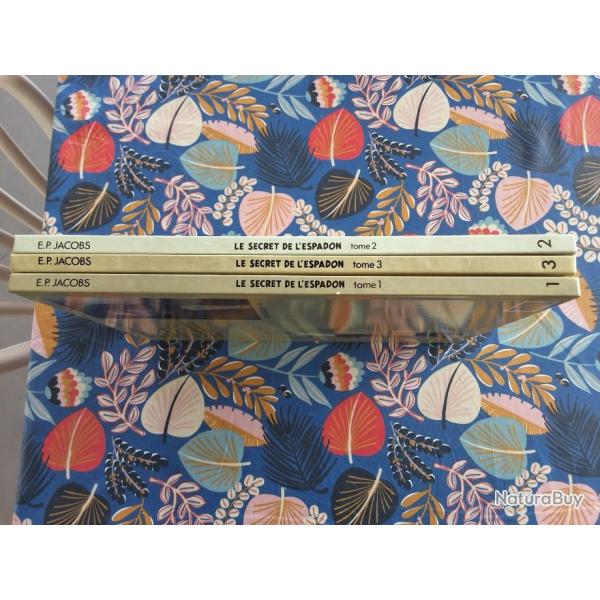 E.P. JACOBS LE SECRET DE L'ESPADON tome 2 2
E.P. JACOBS LE SECRET DE L'ESPADON tome 3 3
E.P. JACOBS LE SECRET DE L'ESPADON tome 1 1
NaturaBuy